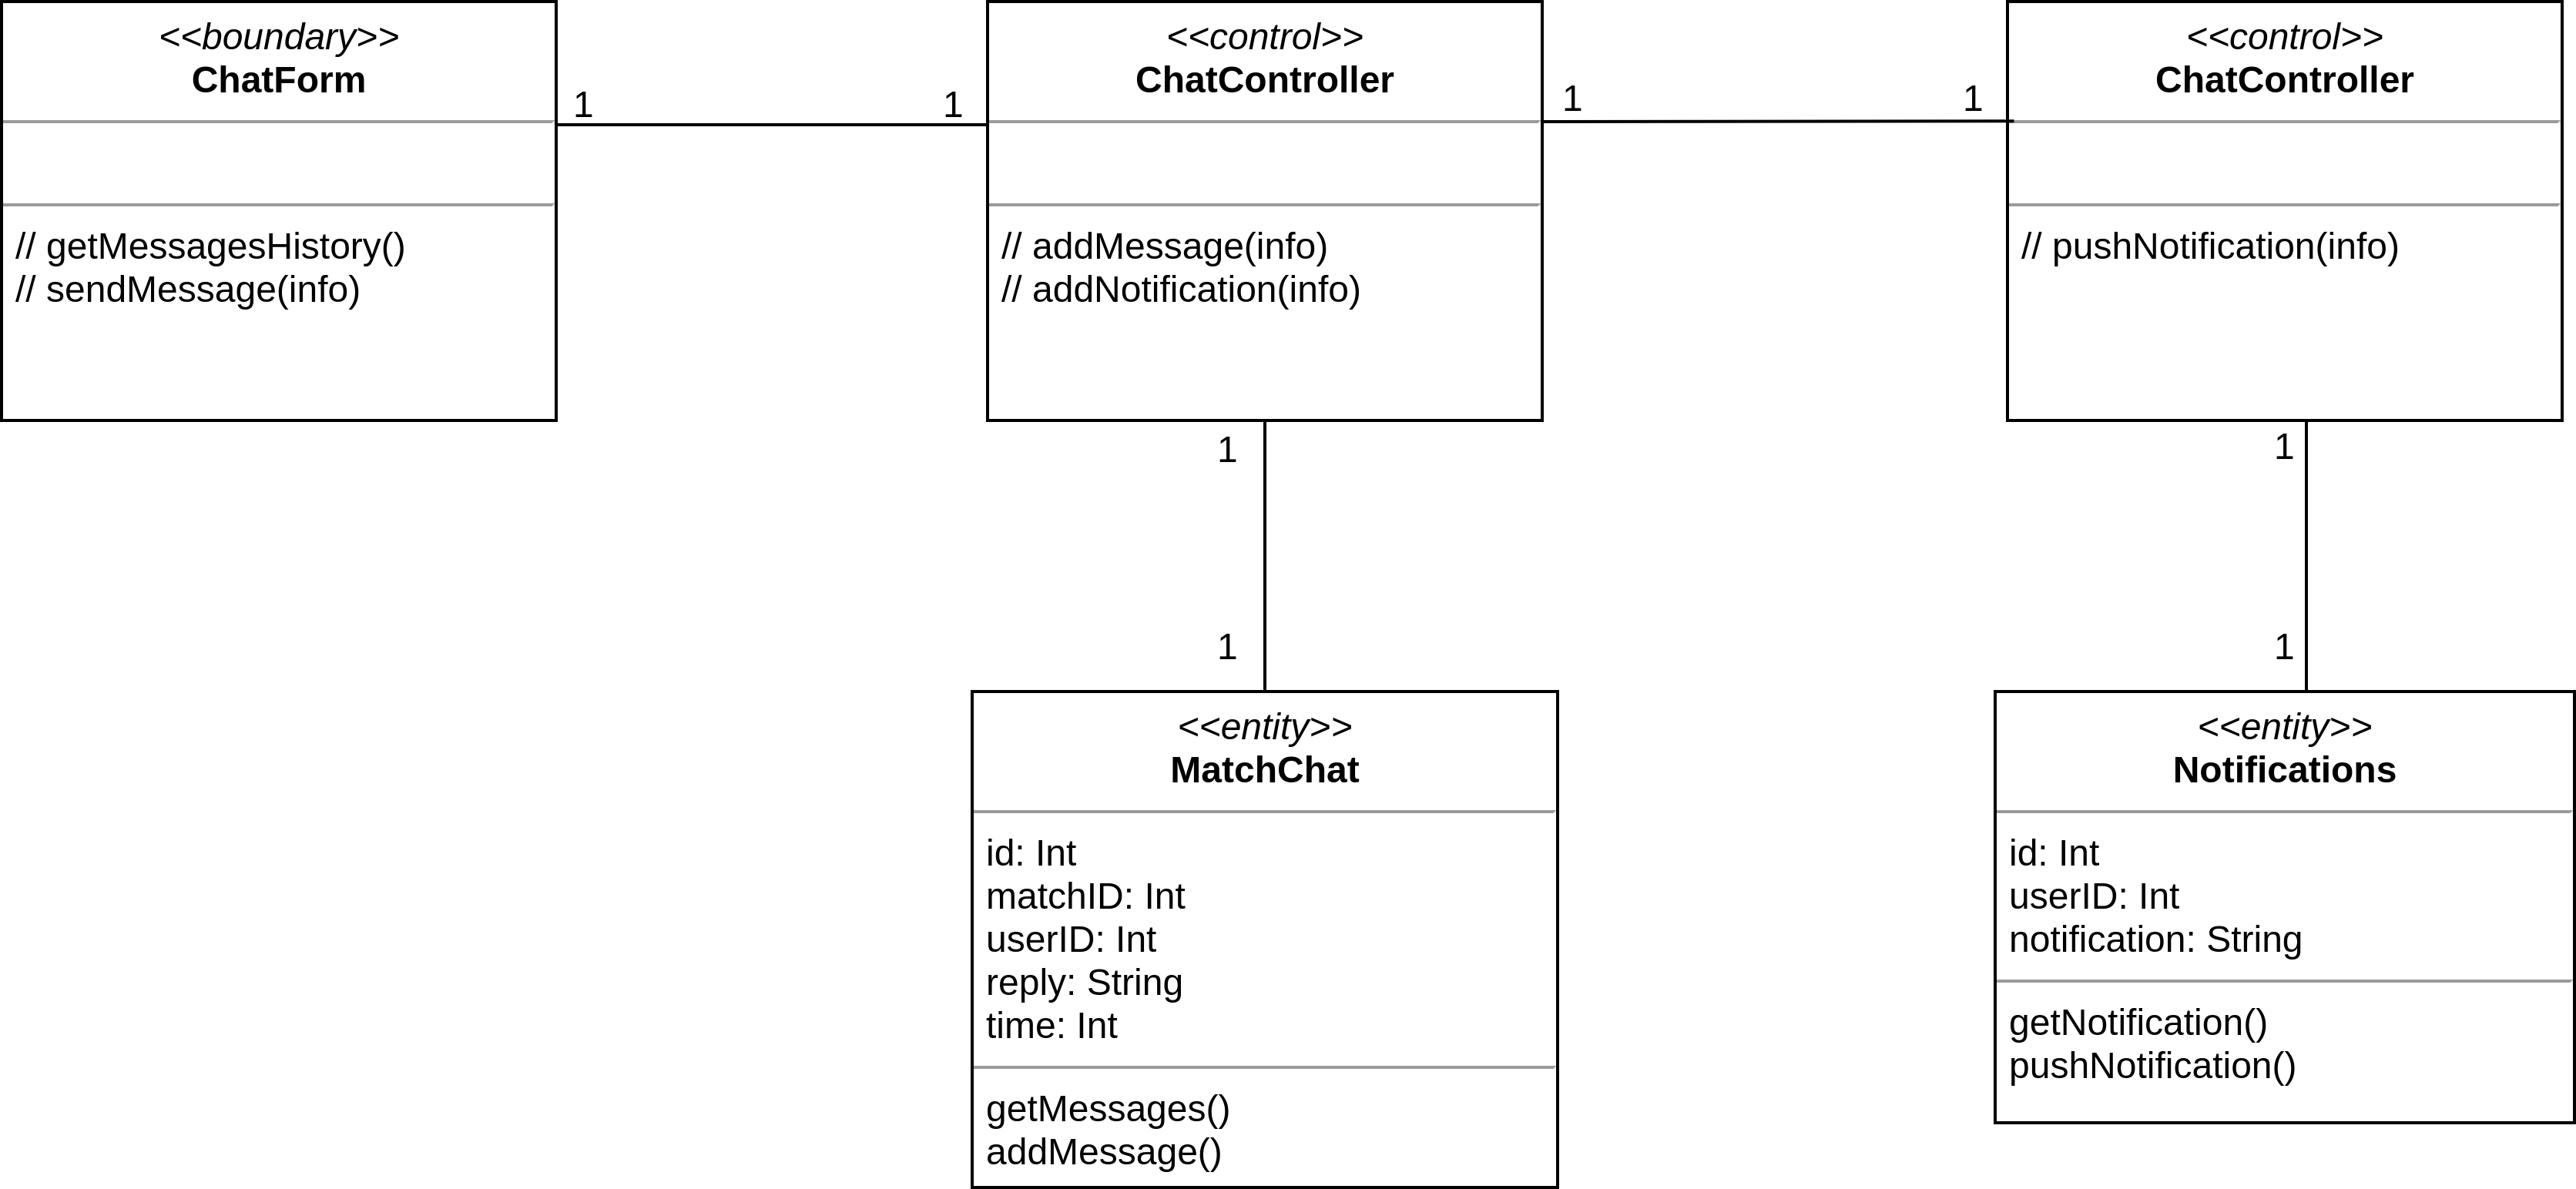 <<boundary>>
ChatForm
// getMessagesHistory()
// sendMessage(info)
1
1
<<control>>
ChatController
// addMessage(info)
// addNotification(info)
1
1
<<control>>
ChatController
// pushNotification(info)
1
1
1
1
<<entity>>
MatchChat
id: Int
matchID: Int
userID: Int
reply: String
time: Int
getMessages()
addMessage()
<<entity>>
Notifications
id: Int
userID: Int
notification: String
getNotification()
pushNotification()